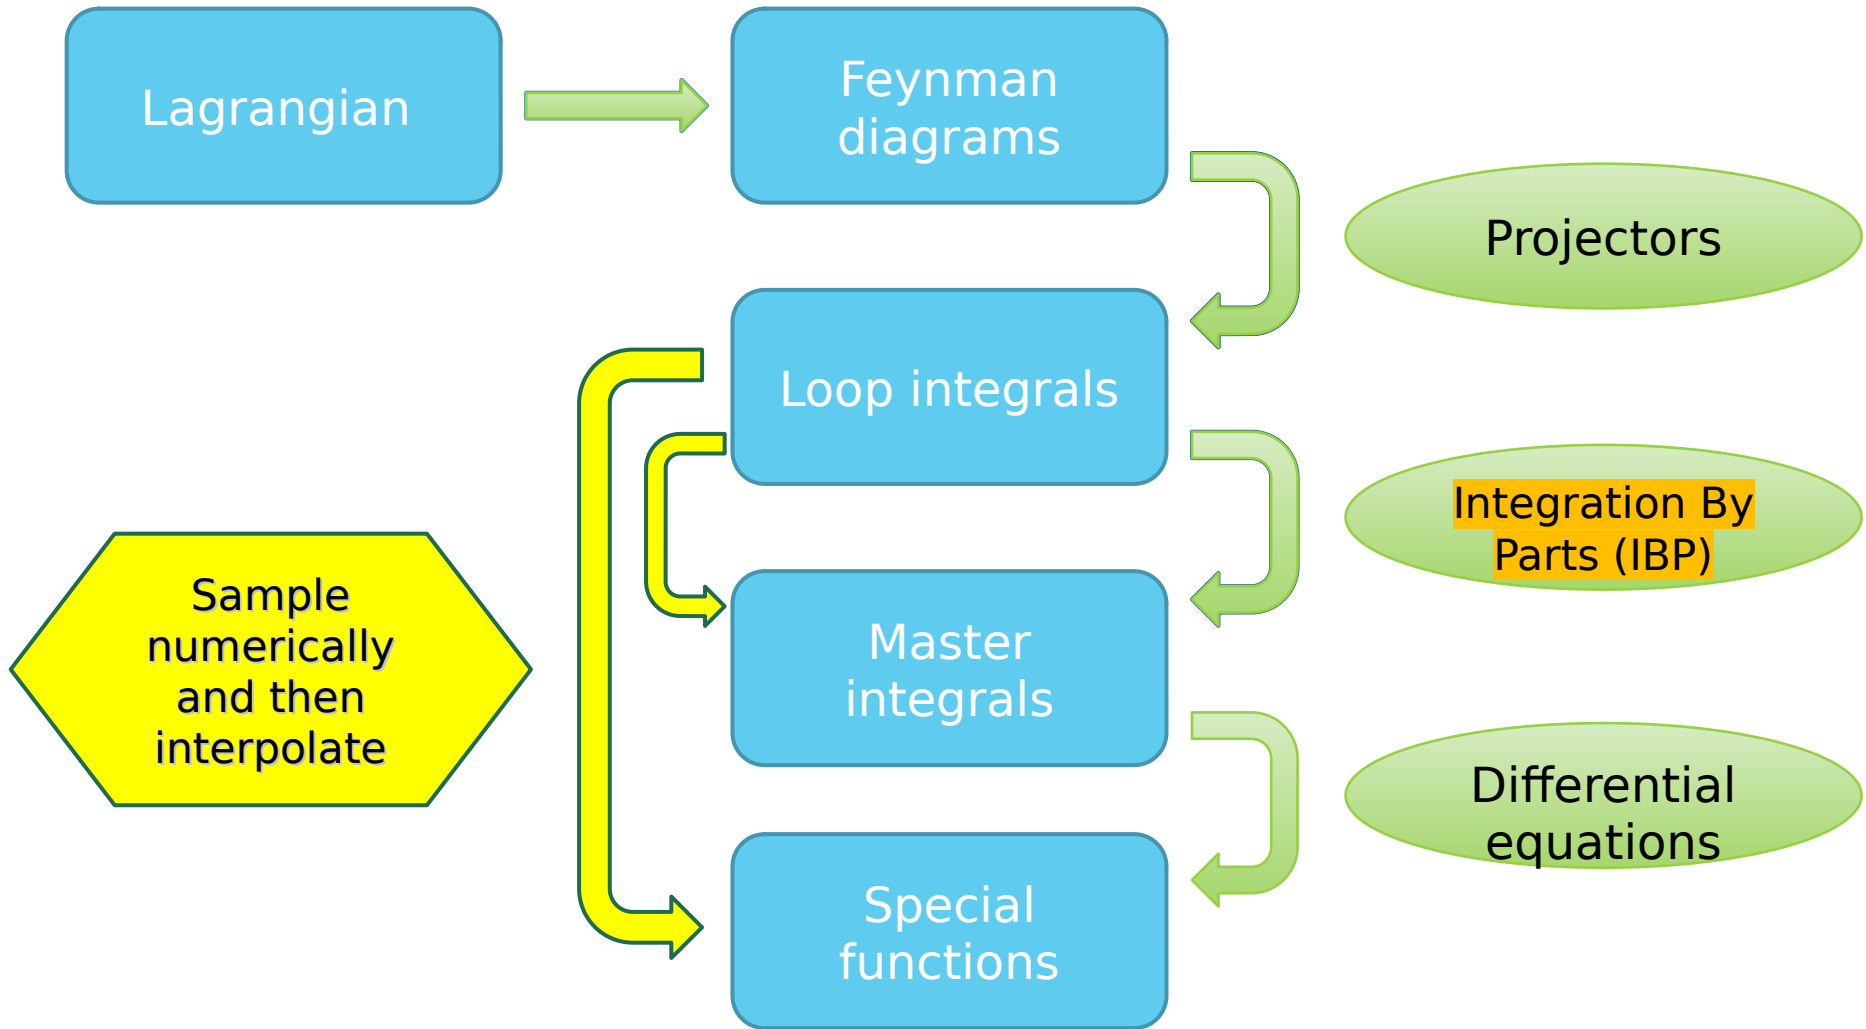 Lagrangian
Feynman
diagrams
Projectors
Loop integrals
Integration By
Parts (IBP)
Sample
numerically
and then
interpolate
Master
integrals
Differential
equations
Special
functions